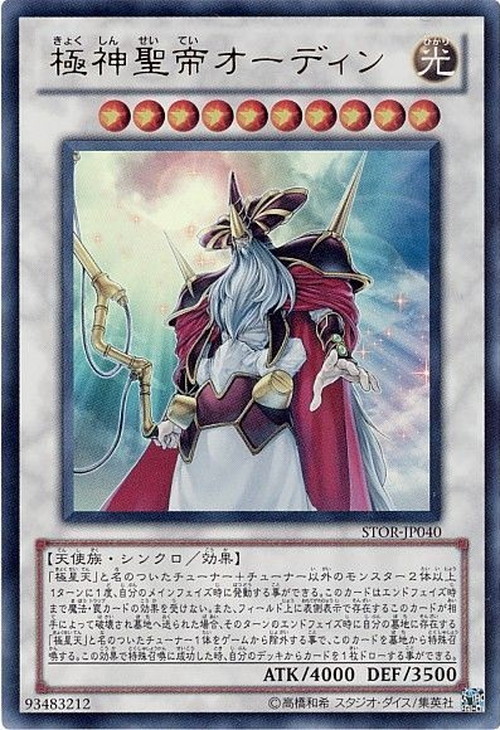 極神聖帝オーディン
光
STOR-JP040
【天使族・シンクロ／効果】
「極星天」と名のついたチューナー＋チューナー以外のモンスター２体以上
1ターンに１度、自分のメインフェイズ時に発動する事ができる。このカードはエンドフェイズ時
まで魔法・罠カードの効果を受けない。また、フィールド上に表側表示で存在するこのカードが相
手によって破壊され墓地へ送られた場合、そのターンのエンドフェイズ時に自分の墓地に存在する
「極星天」と名のついたチューナー１体をゲームから除外する事で、このカードを墓地から特殊召
喚する。この効果で特殊召喚に成功した時、自分のデッキからカードを１枚ドローする事ができる。
ATK/4000 DEF/3500
93483212
©高橋和希 スタジオ・ダイス/集英社